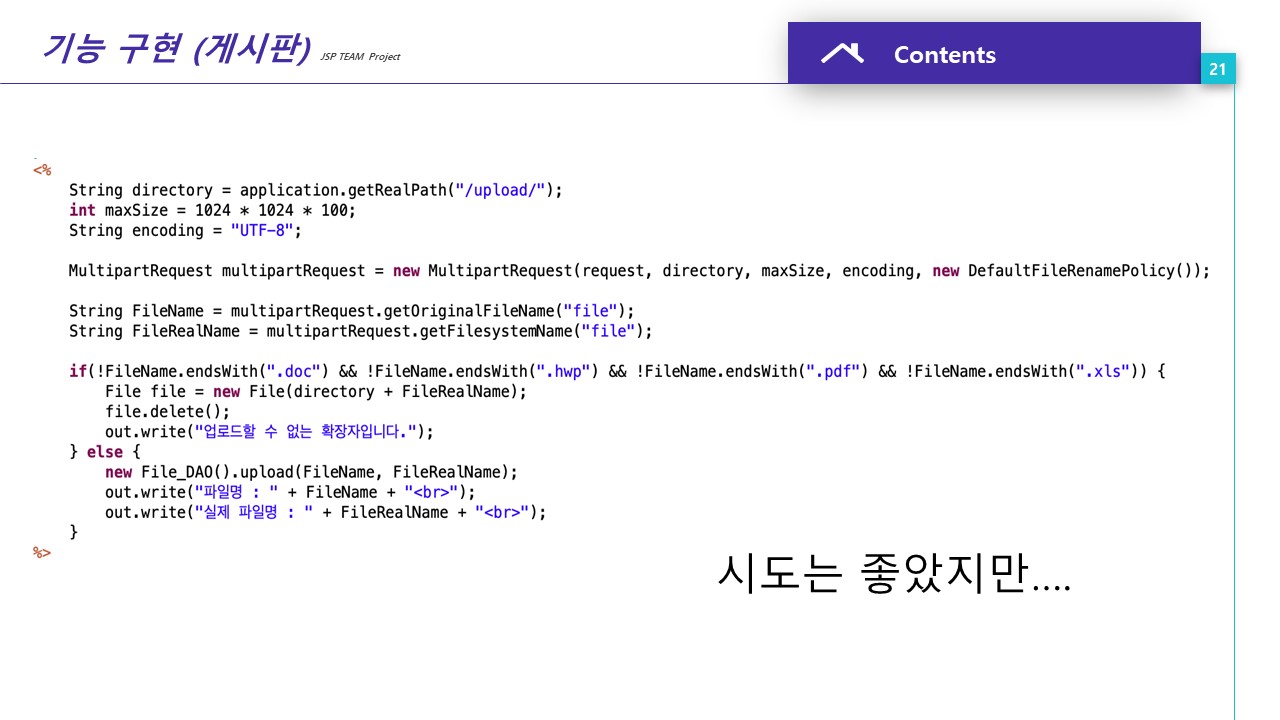 기능 구현 (게시판) JSP TEAM Project
Contents
21
<%
String directory = application.getRealPath("/upload/");
int maxSize = 1024 * 1024 * 100;
String encoding = "UTF-8";
MultipartRequest multipartRequest = new MultipartRequest(request, directory, maxSize, encoding, new DefaultFileRenamePolicy());
String FileName = multipartRequest.getOriginalFileName("file");
String FileRealName = multipartRequest.getFilesystemName("file");
if(!FileName.endsWith(".doc") && !FileName.endsWith(".hwp") && !FileName.endsWith(".pdf") && !FileName.endsWith(".xls")) {
File file = new File(directory + FileRealName);
file.delete();
out.write("업로드할 수 없는 확장자입니다.");
} else {
new File_DAO().upload(FileName, FileRealName);
out.write("파일명 : " + FileName + "<br>");
out.write("실제 파일명 : " + FileRealName + "<br>");
}
%>
시도는 좋았지만....